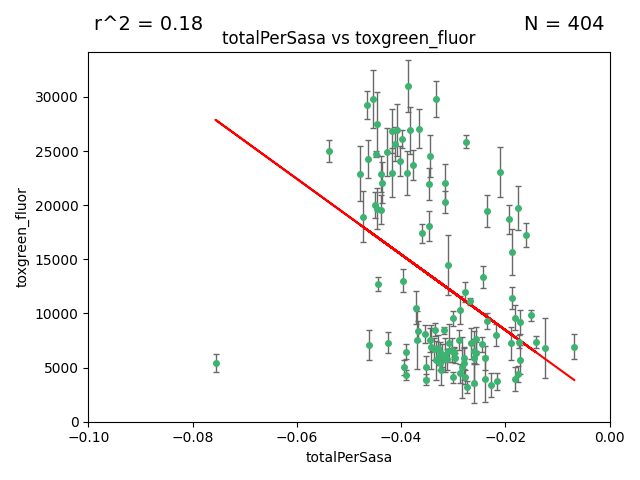 r^2 = 0.18
N = 404
totalPerSasa vs toxgreen_fluor
toxgreen_fluor
30000
25000
20000
15000
10000
5000
0
−0.10
−0.08
−0.06
−0.04
−0.02
0.00
totalPerSasa